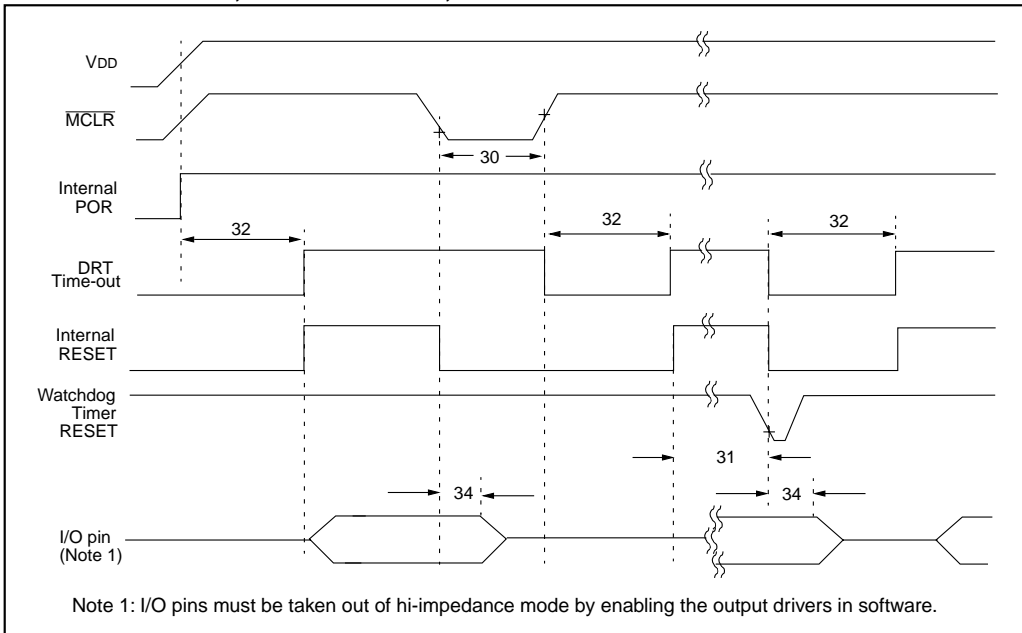 VDD
MCLR
30
Internal
POR
32
32
32
DRT
Time-out
Internal
RESET
Watchdog
Timer
RESET
31
34
34
I/O pin
(Note 1)
Note 1: I/O pins must be taken out of hi-impedance mode by enabling the output drivers in software.